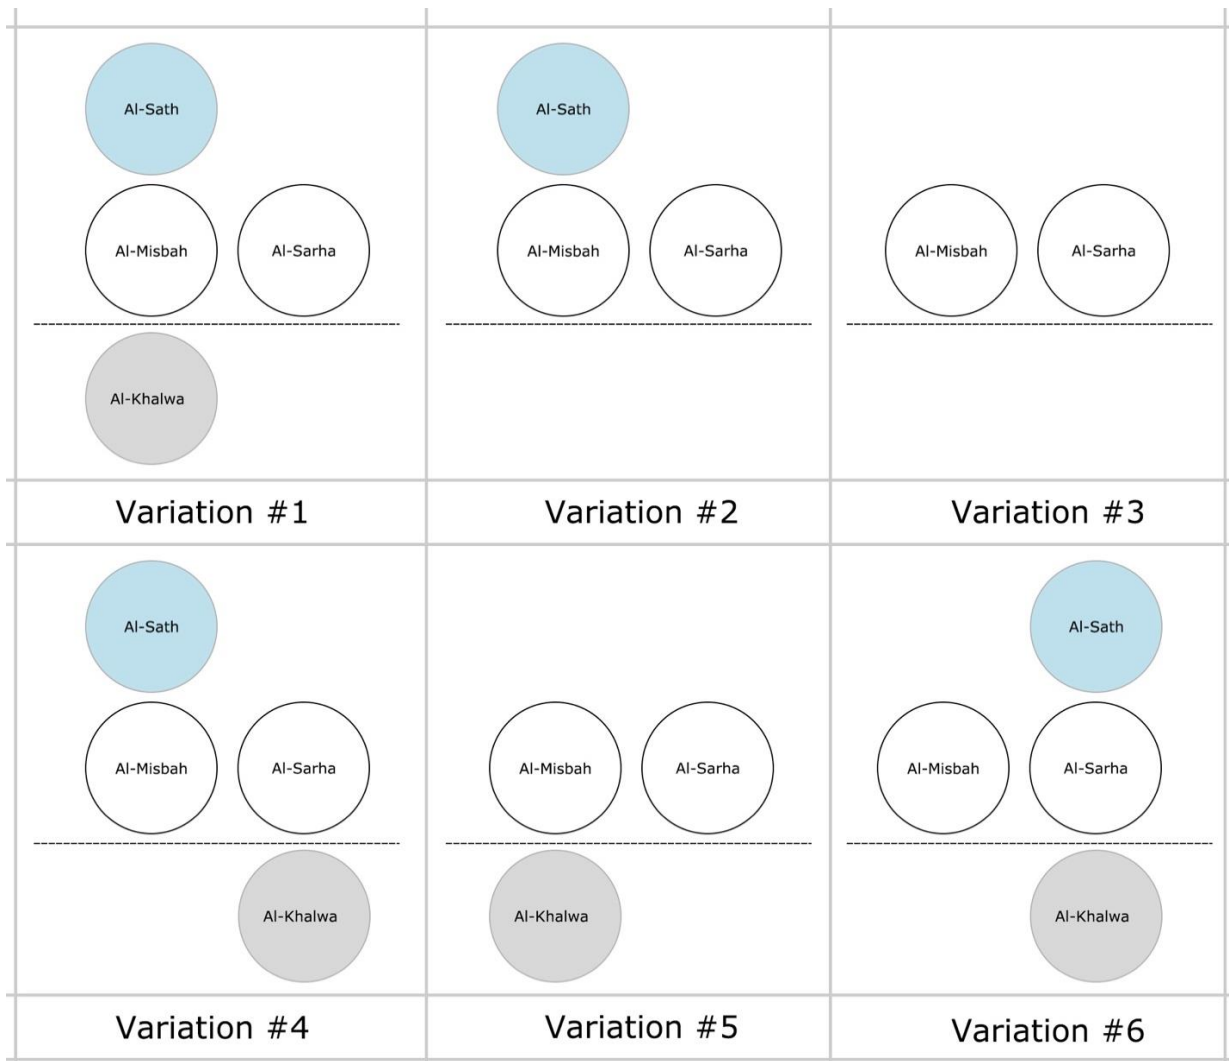 Al-Sath
Al-Misbah Al-Sarha
Al-Khalwa
Variation #1
Al-Sath
Al-Misbah Al-Sarha
Variation #2
Al-Misbah Al-Sarha
Variation #3
Al-Sath
Al-Misbah Al-Sarha
Al-Khalwa
Variation #4
Al-Misbah Al-Sarha
Al-Khalwa
Variation #5
Al-Sath
Al-Misbah Al-Sarha
Al-Khalwa
Variation #6